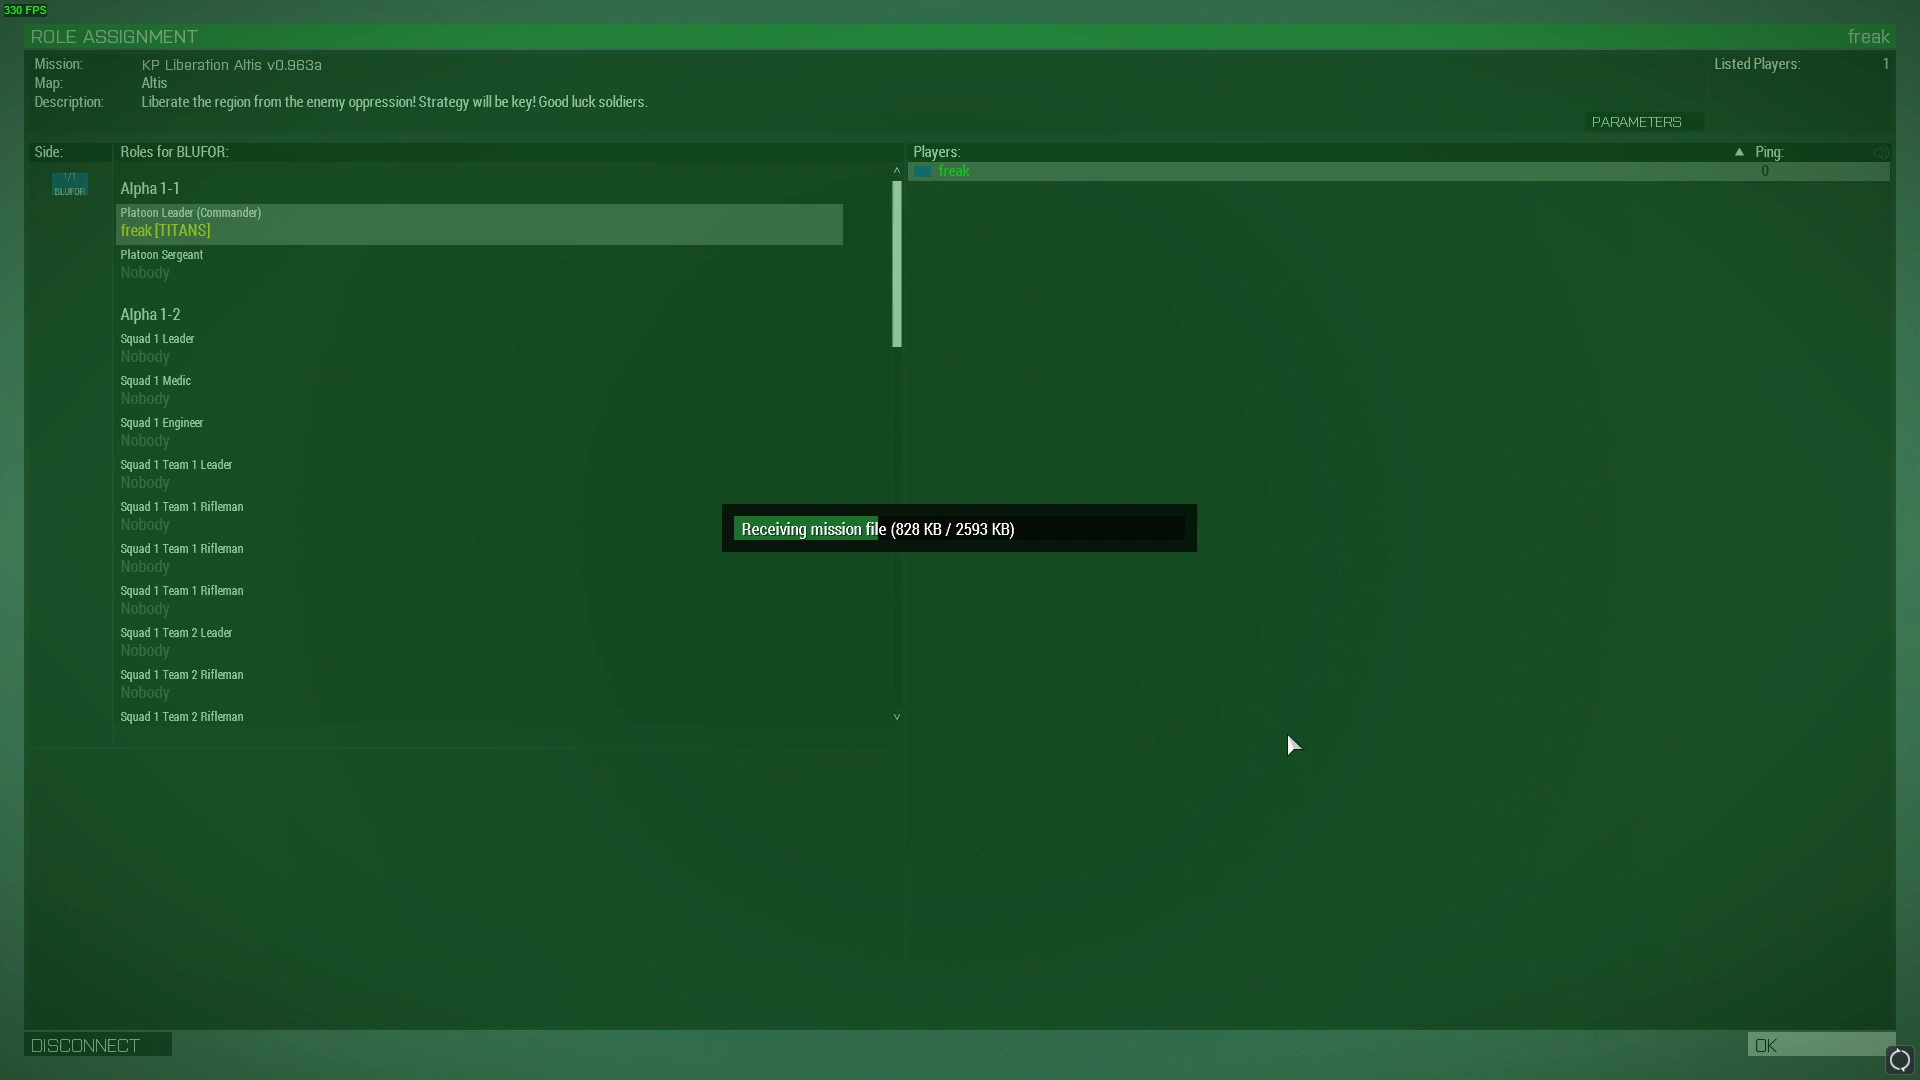 330 FPS
ROLE ASSIGNMENT
freak
Mission: KP Liberation Altis v0.963a
Listed Players: 1
Map: Altis
Description: Liberate the region from the enemy oppression! Strategy will be key! Good luck soldiers.
PARAMETERS
Side:
Roles for BLUFOR:
Players:
Ping:
1/1
BLUFOR
freak 0
Alpha 1-1
Platoon Leader (Commander)
freak [TITANS]
Platoon Sergeant
Nobody
Alpha 1-2
Squad 1 Leader
Nobody
Squad 1 Medic
Nobody
Squad 1 Engineer
Nobody
Squad 1 Team 1 Leader
Nobody
Squad 1 Team 1 Rifleman
Nobody
Squad 1 Team 1 Rifleman
Nobody
Squad 1 Team 1 Rifleman
Nobody
Squad 1 Team 2 Leader
Nobody
Squad 1 Team 2 Rifleman
Nobody
Squad 1 Team 2 Rifleman
Receiving mission file (828 KB / 2593 KB)
DISCONNECT
OK